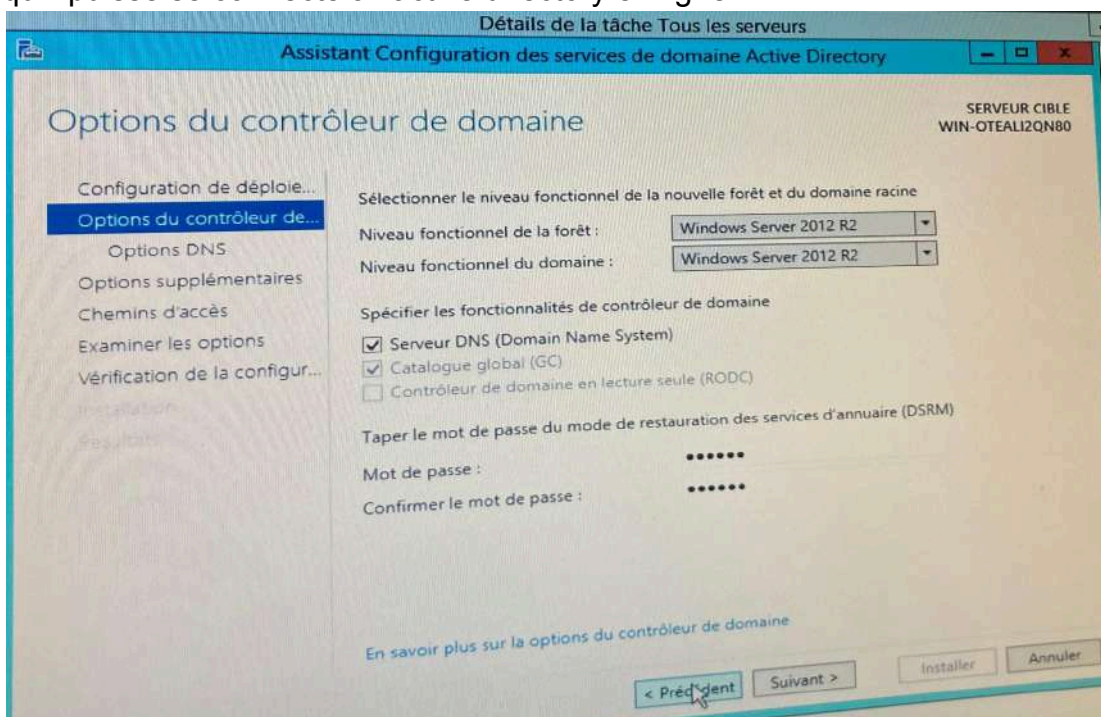 Détails de la tâche Tous les serveurs
Assistant Configuration des services de domaine Active Directory
Options du contrôleur de domaine
SERVEUR CIBLE
WIN-OTEALI2QN80
Configuration de déploie...
Options du contrôleur de...
Options DNS
Options supplémentaires
Chemins d'accès
Examiner les options
Vérification de la configur...
Installation
Résultats
Sélectionner le niveau fonctionnel de la nouvelle forêt et du domaine racine
Niveau fonctionnel de la forêt :
Windows Server 2012 R2
Niveau fonctionnel du domaine :
Windows Server 2012 R2
Spécifier les fonctionnalités de contrôleur de domaine
Serveur DNS (Domain Name System)
Catalogue global (GC)
Contrôleur de domaine en lecture seule (RODC)
Taper le mot de passe du mode de restauration des services d'annuaire (DSRM)
Mot de passe :
••••••
Confirmer le mot de passe :
••••••
En savoir plus sur la options du contrôleur de domaine
< Précédent
Suivant >
Installer
Annuler